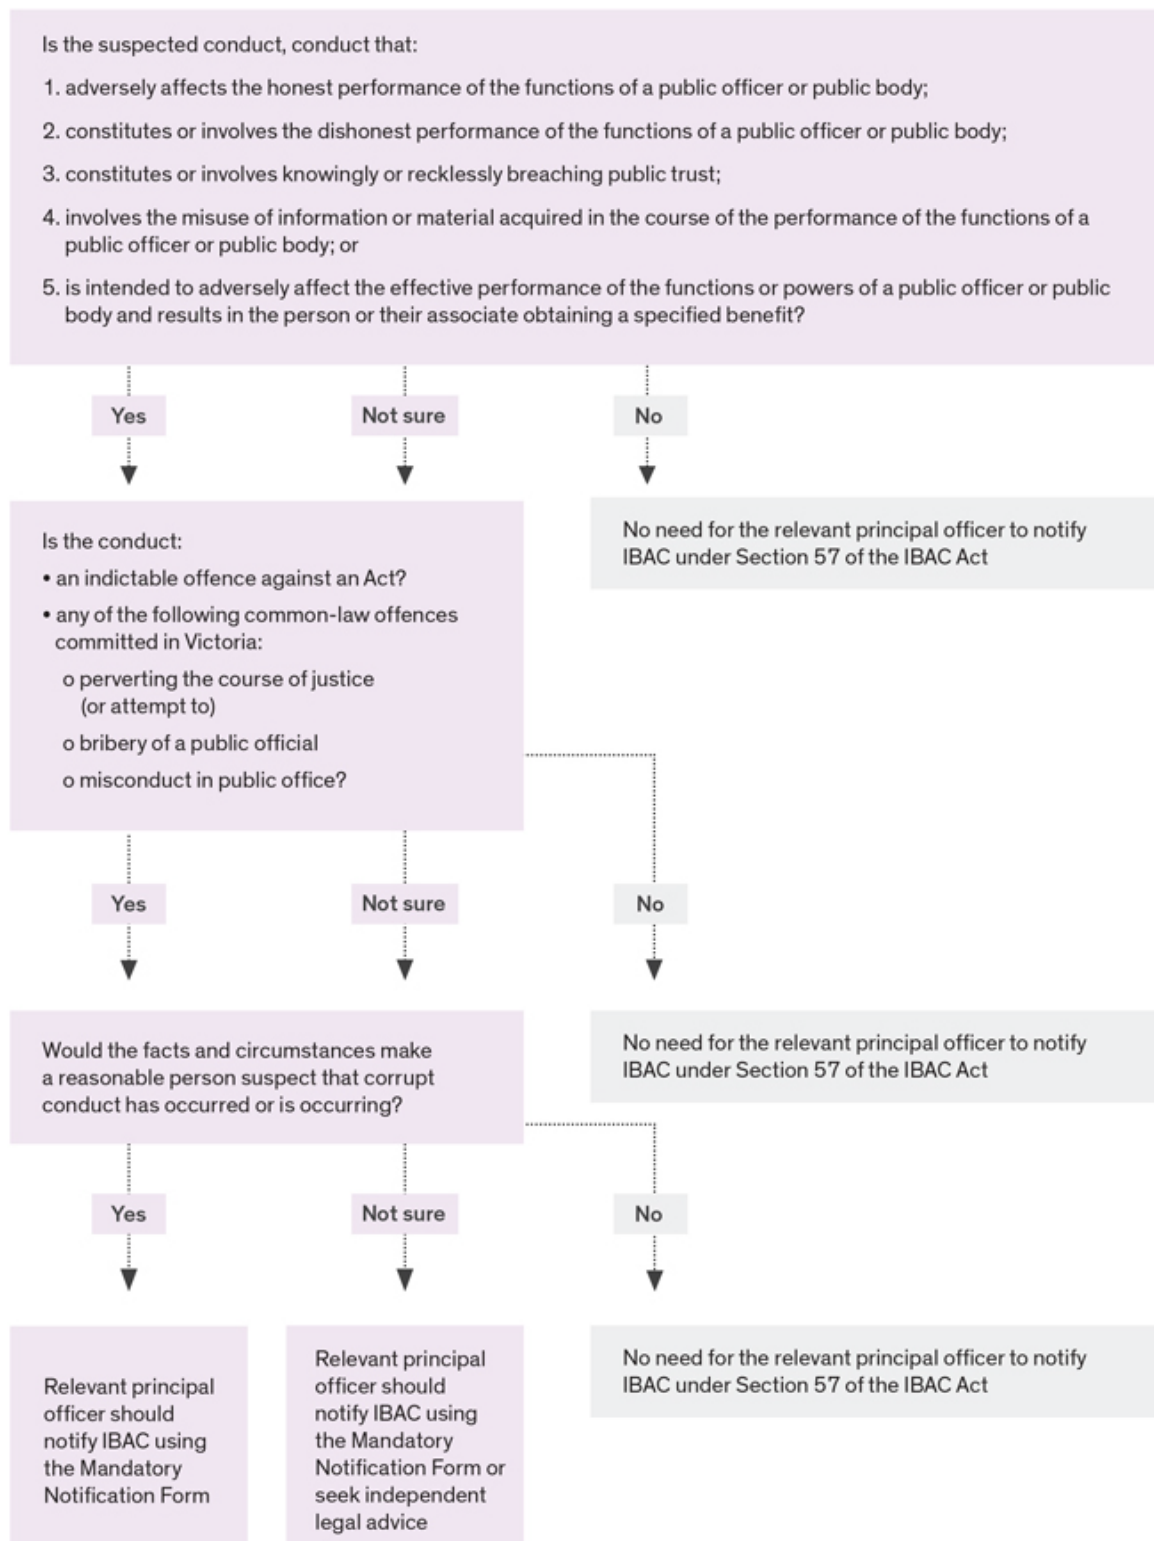 Is the suspected conduct, conduct that:
1. adversely affects the honest performance of the functions of a public officer or public body;
2. constitutes or involves the dishonest performance of the functions of a public officer or public body;
3. constitutes or involves knowingly or recklessly breaching public trust;
4. involves the misuse of information or material acquired in the course of the performance of the functions of a
public officer or public body; or
5. is intended to adversely affect the effective performance of the functions or powers of a public officer or public
body and results in the person or their associate obtaining a specified benefit?
Yes
Not sure
No
Is the conduct:
• an indictable offence against an Act?
• any of the following common-law offences
committed in Victoria:
o perverting the course of justice
(or attempt to)
o bribery of a public official
o misconduct in public office?
No need for the relevant principal officer to notify
IBAC under Section 57 of the IBAC Act
Yes
Not sure
No
Would the facts and circumstances make
a reasonable person suspect that corrupt
conduct has occurred or is occurring?
No need for the relevant principal officer to notify
IBAC under Section 57 of the IBAC Act
Yes
Not sure
No
Relevant principal
officer should
notify IBAC using
the Mandatory
Notification Form
Relevant principal
officer should
notify IBAC using
the Mandatory
Notification Form or
seek independent
legal advice
No need for the relevant principal officer to notify
IBAC under Section 57 of the IBAC Act